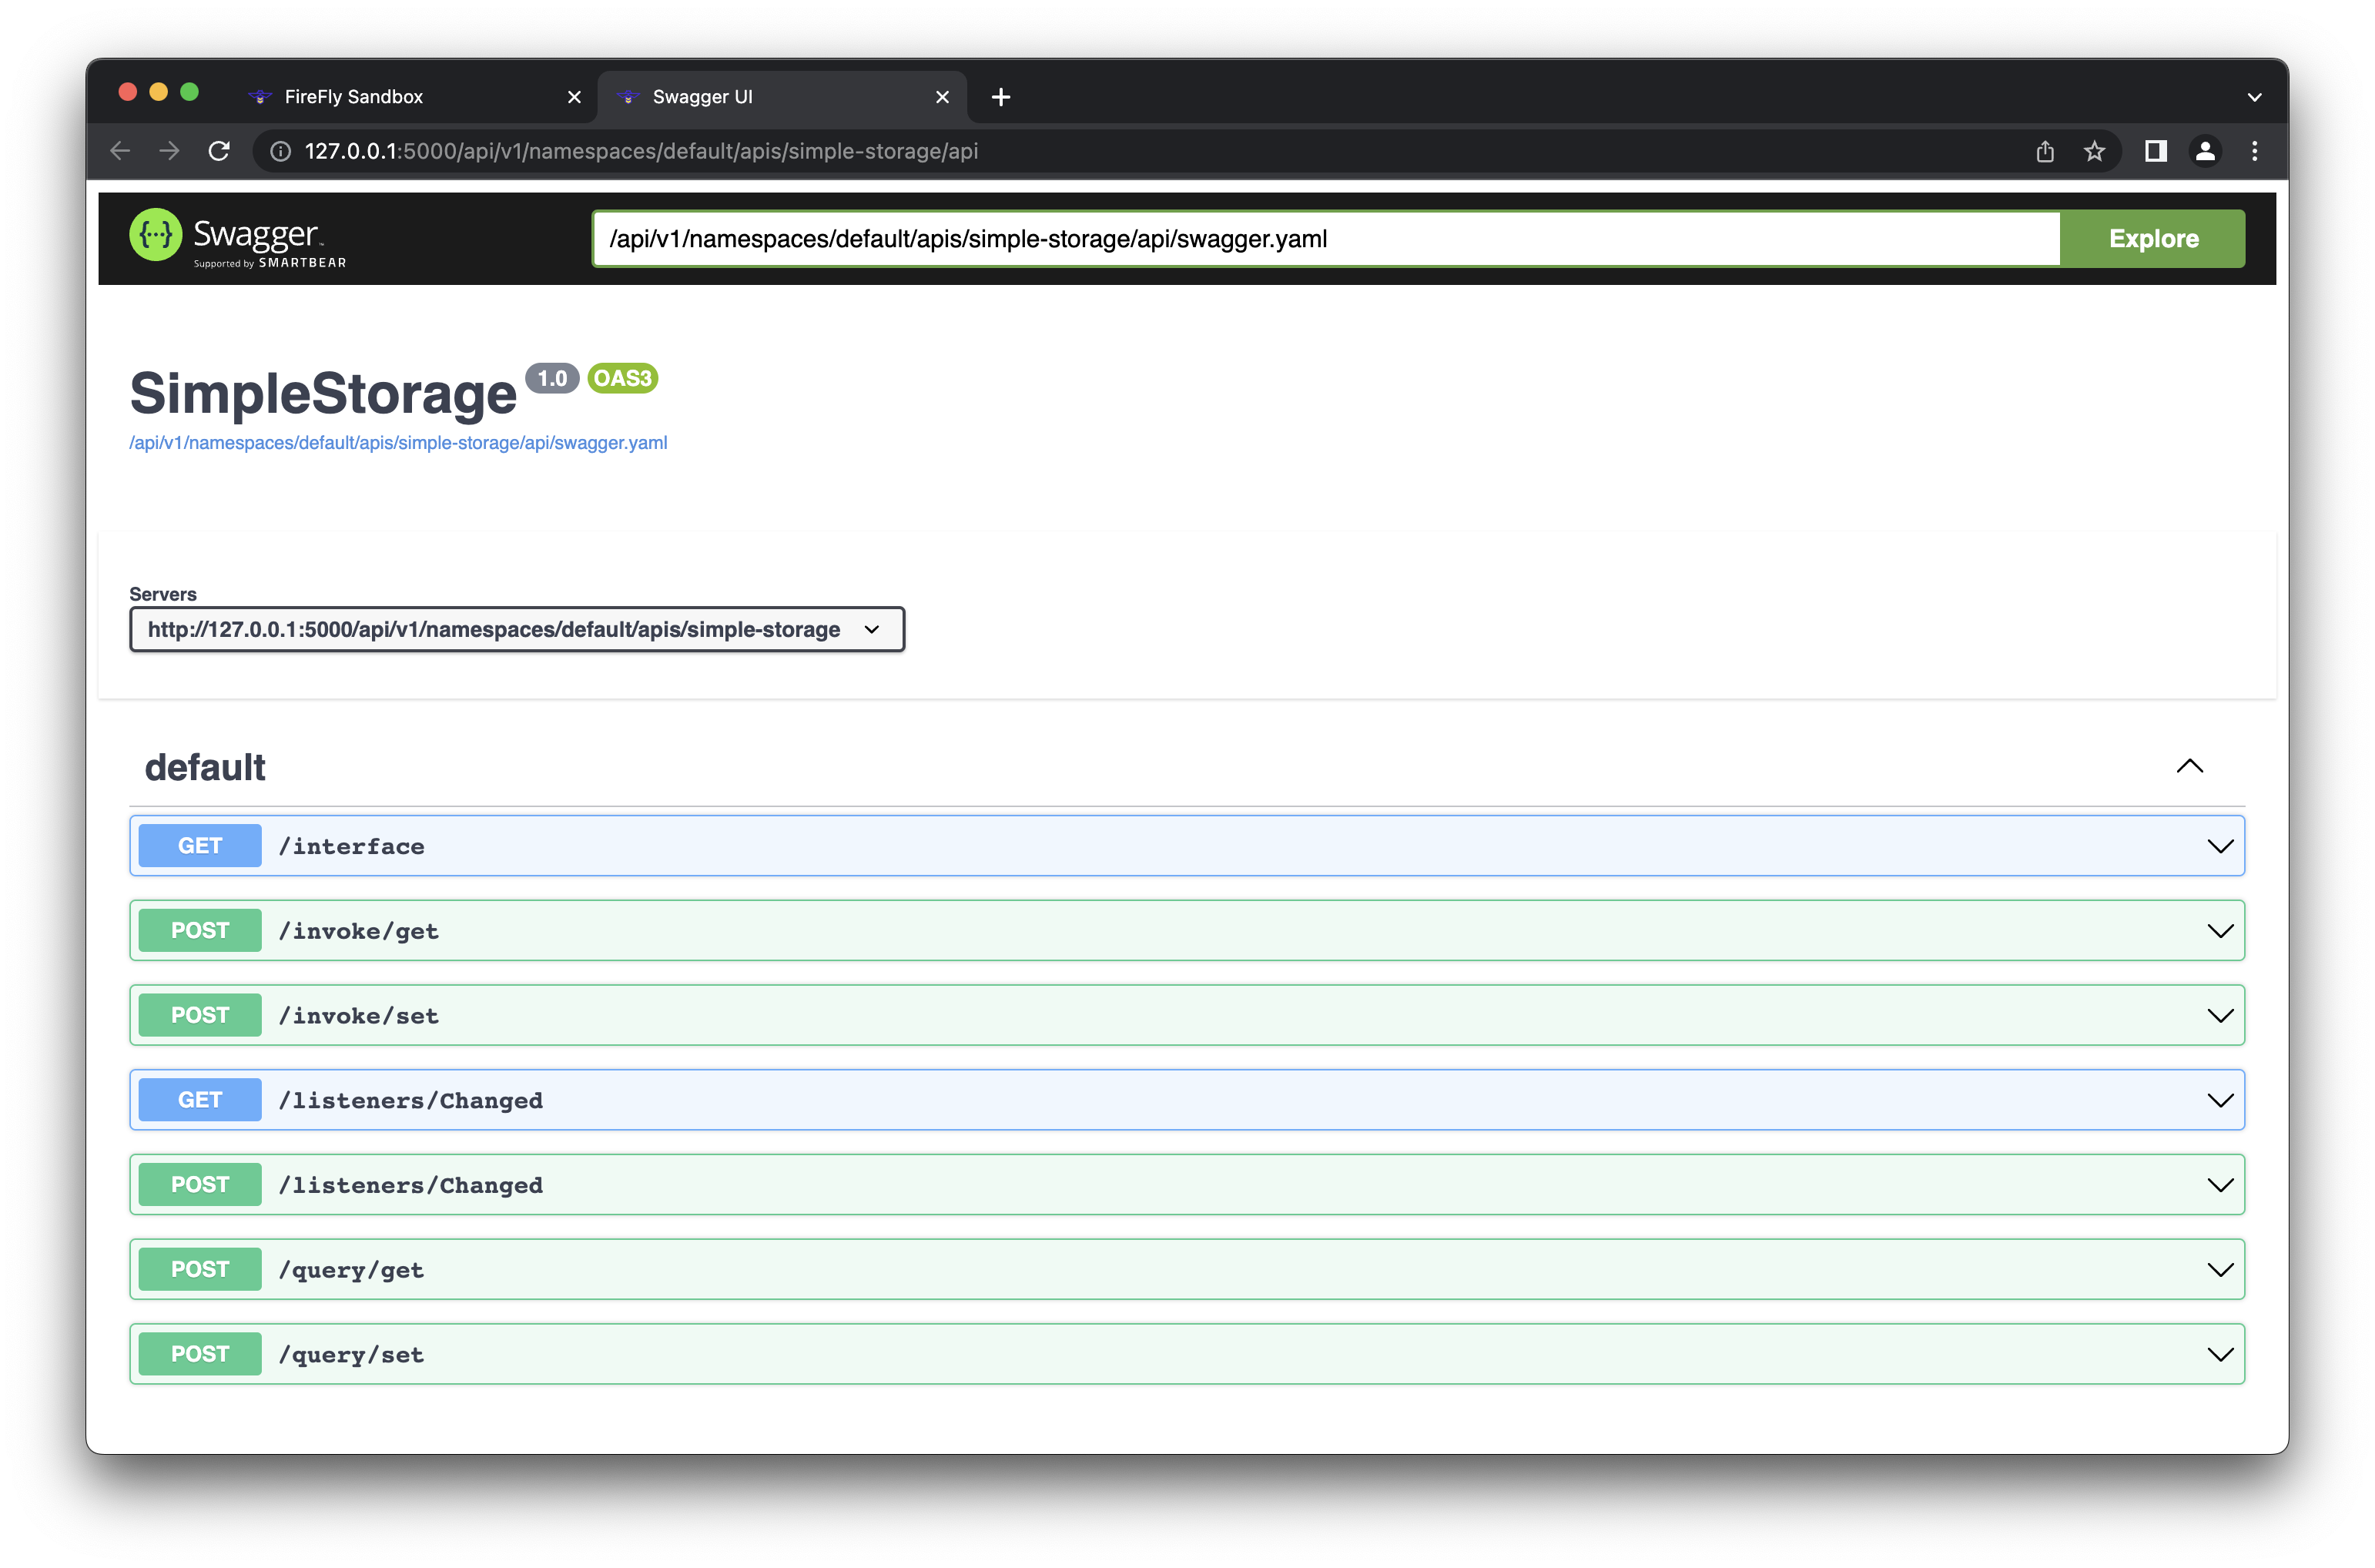 FireFly Sandbox
Swagger UI
127.0.0.1:5000/api/v1/namespaces/default/apis/simple-storage/api
{···} Swagger™
Supported by SMARTBEAR
/api/v1/namespaces/default/apis/simple-storage/api/swagger.yaml
Explore
SimpleStorage 1.0 OAS3
/api/v1/namespaces/default/apis/simple-storage/api/swagger.yaml
Servers
http://127.0.0.1:5000/api/v1/namespaces/default/apis/simple-storage
default
GET /interface
POST /invoke/get
POST /invoke/set
GET /listeners/Changed
POST /listeners/Changed
POST /query/get
POST /query/set